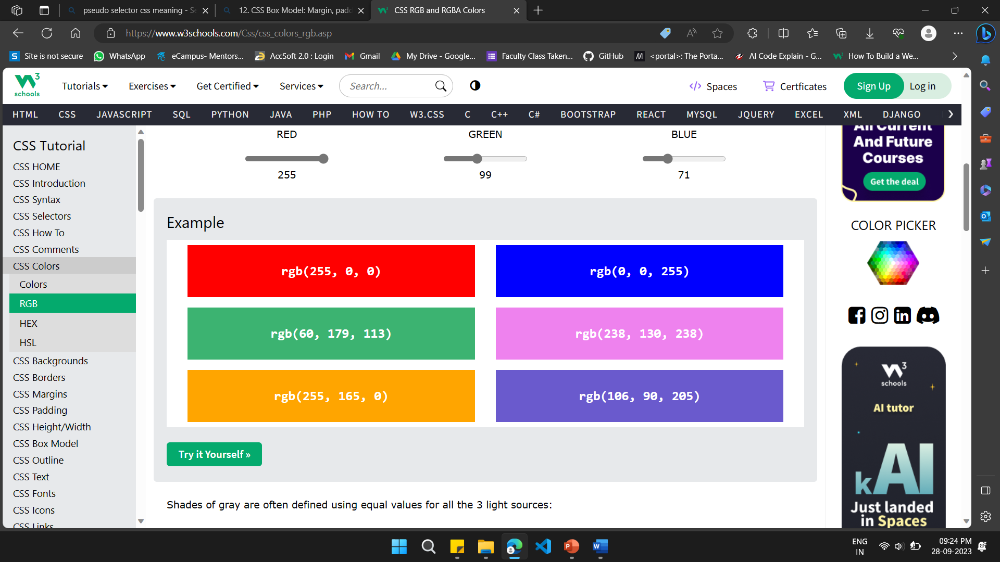 pseudo selector css meaning - Se
12. CSS Box Model: Margin, padd
CSS RGB and RGBA Colors
https://www.w3schools.com/Css/css_colors_rgb.asp
Site is not secure
WhatsApp
eCampus- Mentors...
AccSoft 2.0 : Login
Gmail
My Drive - Google...
Faculty Class Taken...
GitHub
<portal>: The Porta...
AI Code Explain - G...
How To Build a We...
3
schools
Tutorials
Exercises
Get Certified
Services
Search...
Spaces
Certficates
Sign Up
Log in
HTML CSS JAVASCRIPT SQL PYTHON JAVA PHP HOW TO W3.CSS C C++ C# BOOTSTRAP REACT MYSQL JQUERY EXCEL XML DJANGO
CSS Tutorial
CSS HOME
CSS Introduction
CSS Syntax
CSS Selectors
CSS How To
CSS Comments
CSS Colors
Colors
RGB
HEX
HSL
CSS Backgrounds
CSS Borders
CSS Margins
CSS Padding
CSS Height/Width
CSS Box Model
CSS Outline
CSS Text
CSS Fonts
CSS Icons
CSS Links
RED GREEN BLUE
255 99 71
Example
rgb(255, 0, 0) rgb(0, 0, 255)
rgb(60, 179, 113) rgb(238, 130, 238)
rgb(255, 165, 0) rgb(106, 90, 205)
Try it Yourself »
Shades of gray are often defined using equal values for all the 3 light sources:
All Current
And Future
Courses
Get the deal
COLOR PICKER
3
schools
AI tutor
kAI
Just landed
in Spaces
ENG
IN
09:24 PM
28-09-2023